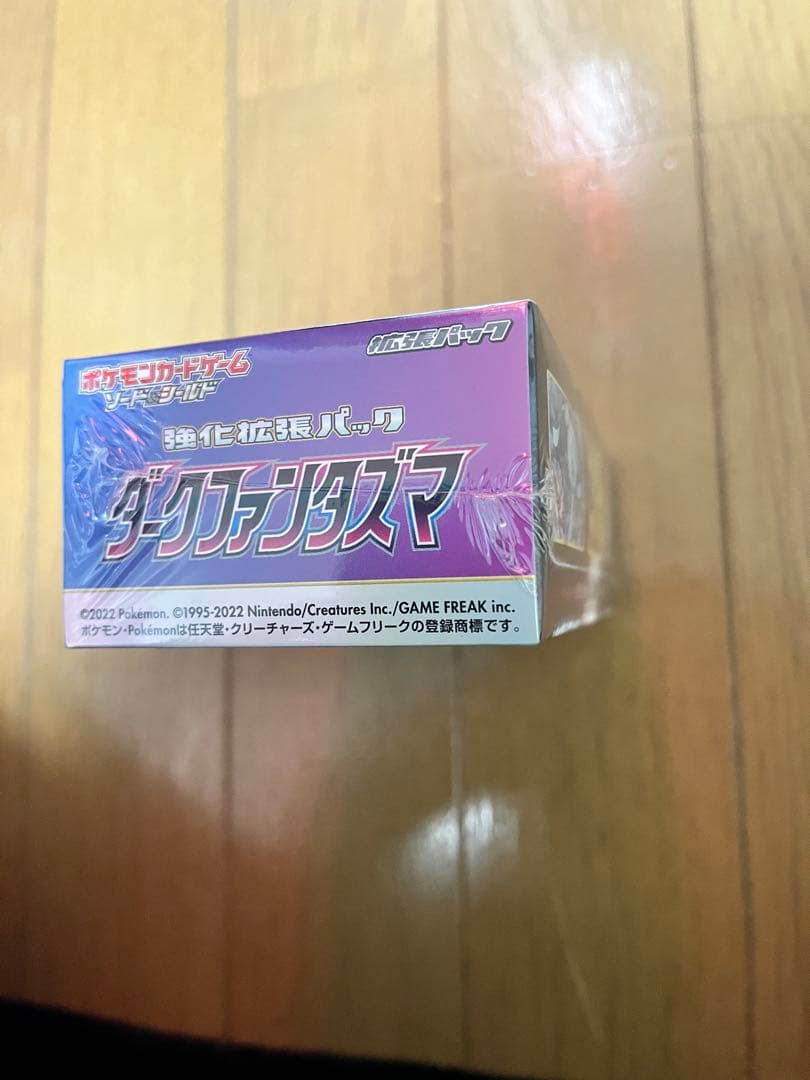 ポケモンカードゲーム
ソード&シールド
拡張パック
強化拡張パック
ダークファンタズマ
©2022 Pokémon. ©1995-2022 Nintendo/Creatures Inc./GAME FREAK inc.
ポケモン・Pokémonは任天堂・クリーチャーズ・ゲームフリークの登録商標です。